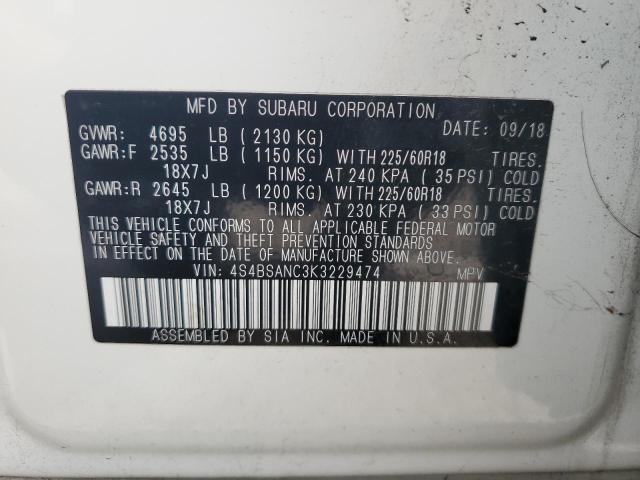 MFD BY SUBARU CORPORATION
GVWR: 4695 LB (2130 KG) DATE: 09/18
GAWR:F 2535 LB (1150 KG) WITH 225/60R18 TIRES.
18X7J RIMS. AT 240 KPA (35 PSI) COLD
GAWR:R 2645 LB (1200 KG) WITH 225/60R18 TIRES.
18X7J RIMS. AT 230 KPA (33 PSI) COLD
THIS VEHICLE CONFORMS TO ALL APPLICABLE FEDERAL MOTOR
VEHICLE SAFETY AND THEFT PREVENTION STANDARDS
IN EFFECT ON THE DATE OF MANUFACTURE SHOWN ABOVE.
VIN: 4S4BSANC3K3229474 MPV
ASSEMBLED BY SIA INC. MADE IN U.S.A.